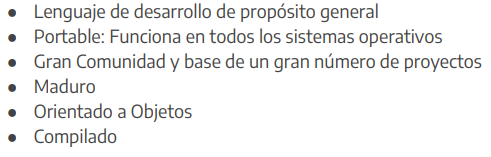 ● Lenguaje de desarrollo de propósito general
● Portable: Funciona en todos los sistemas operativos
● Gran Comunidad y base de un gran número de proyectos
● Maduro
● Orientado a Objetos
● Compilado